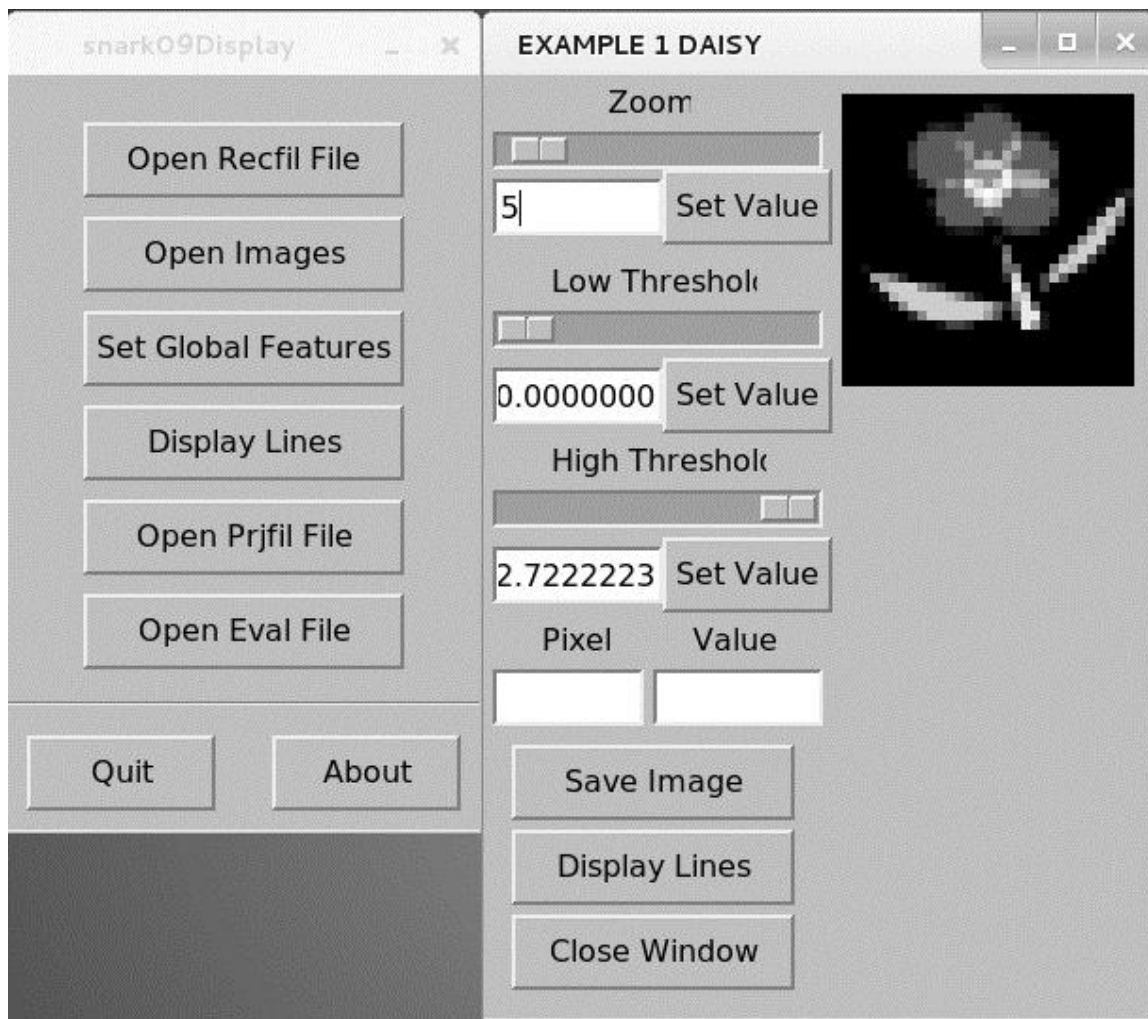 snark09Display
Open Recfil File
Open Images
Set Global Features
Display Lines
Open Prjfil File
Open Eval File
Quit
About
EXAMPLE 1 DAISY
Zoom
5
Set Value
Low Threshold
0.0000000
Set Value
High Threshold
2.7222223
Set Value
Pixel
Value
Save Image
Display Lines
Close Window